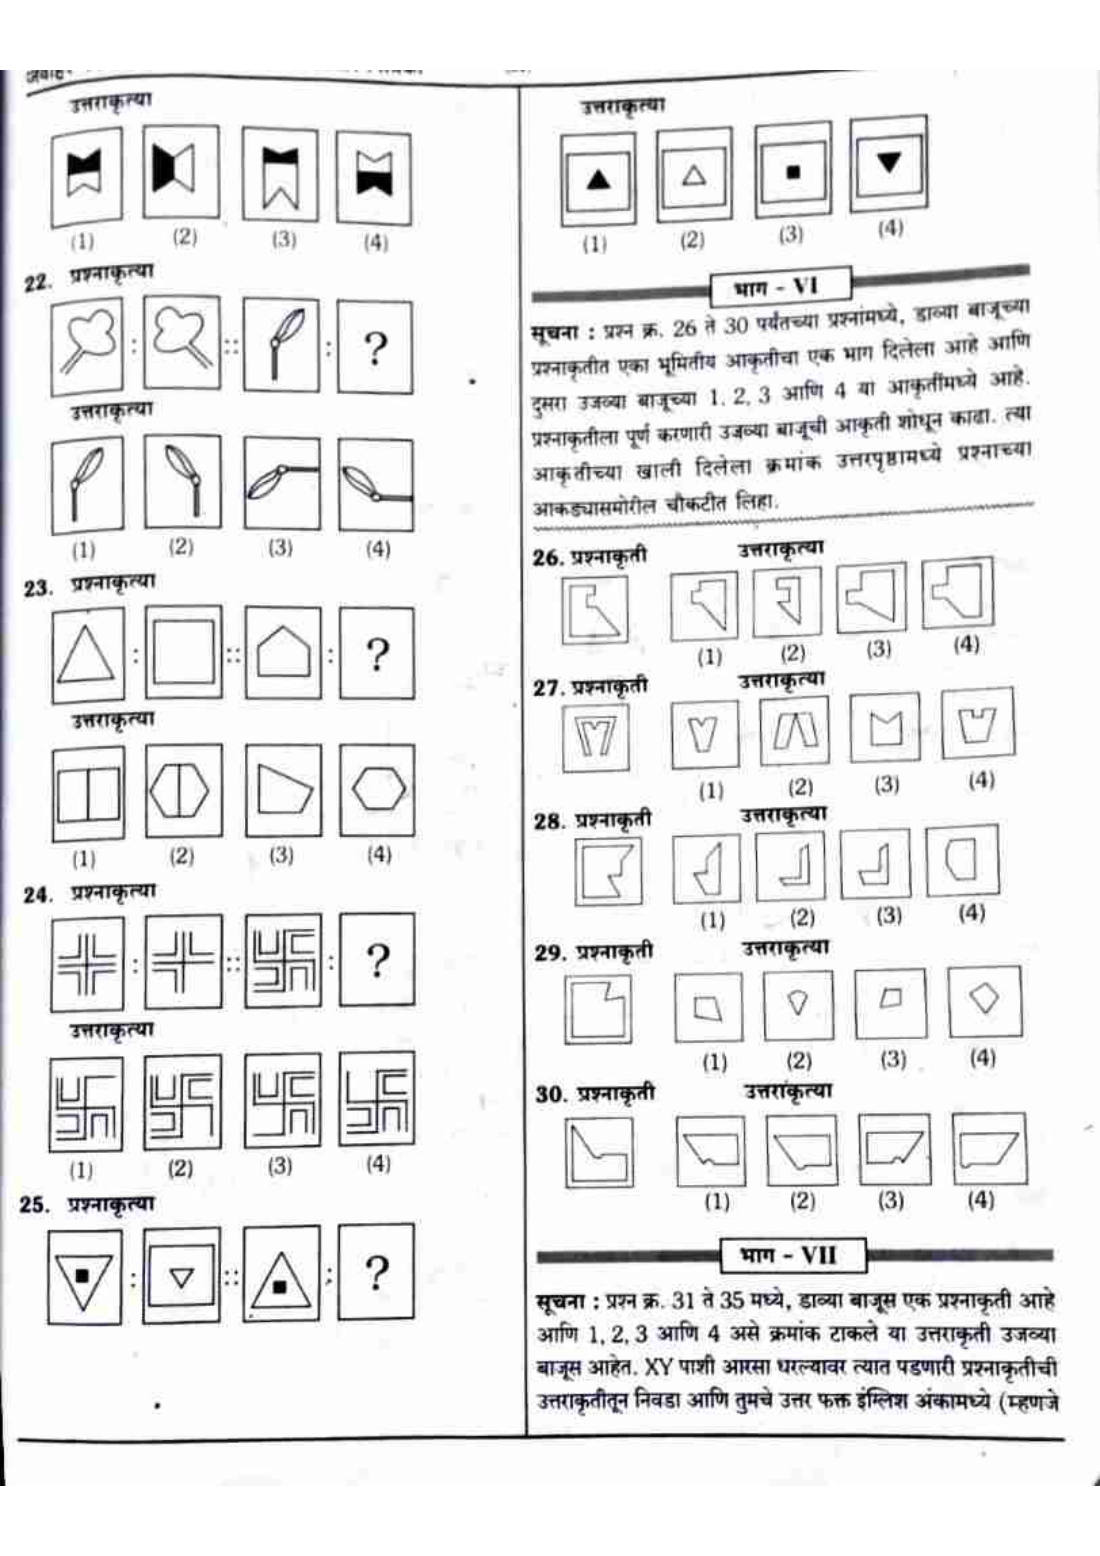 उत्तराकृत्या
(1) (2) (3) (4)
22. प्रश्नाकृत्या
: :: : ?
उत्तराकृत्या
(1) (2) (3) (4)
23. प्रश्नाकृत्या
: :: : ?
उत्तराकृत्या
(1) (2) (3) (4)
24. प्रश्नाकृत्या
: :: : ?
उत्तराकृत्या
(1) (2) (3) (4)
25. प्रश्नाकृत्या
: :: : ?
उत्तराकृत्या
(1) (2) (3) (4)
भाग - VI
सूचना : प्रश्न क्र. 26 ते 30 पर्यंतच्या प्रश्नांमध्ये, डाव्या बाजूच्या
प्रश्नाकृतीत एका भूमितीय आकृतीचा एक भाग दिलेला आहे आणि
दुसरा उजव्या बाजूच्या 1, 2, 3 आणि 4 या आकृतींमध्ये आहे.
प्रश्नाकृतीला पूर्ण करणारी उजव्या बाजूची आकृती शोधून काढा. त्या
आकृतीच्या खाली दिलेला क्रमांक उत्तरपृष्ठामध्ये प्रश्नाच्या
आकड्यासमोरील चौकटीत लिहा.
26. प्रश्नाकृती उत्तराकृत्या
(1) (2) (3) (4)
27. प्रश्नाकृती उत्तराकृत्या
(1) (2) (3) (4)
28. प्रश्नाकृती उत्तराकृत्या
(1) (2) (3) (4)
29. प्रश्नाकृती उत्तराकृत्या
(1) (2) (3) (4)
30. प्रश्नाकृती उत्तराकृत्या
(1) (2) (3) (4)
भाग - VII
सूचना : प्रश्न क्र. 31 ते 35 मध्ये, डाव्या बाजूस एक प्रश्नाकृती आहे
आणि 1, 2, 3 आणि 4 असे क्रमांक टाकले या उत्तराकृती उजव्या
बाजूस आहेत. XY पाशी आरसा धरल्यावर त्यात पडणारी प्रश्नाकृतीची
उत्तराकृतीतून निवडा आणि तुमचे उत्तर फक्त इंग्लिश अंकामध्ये (म्हणजे